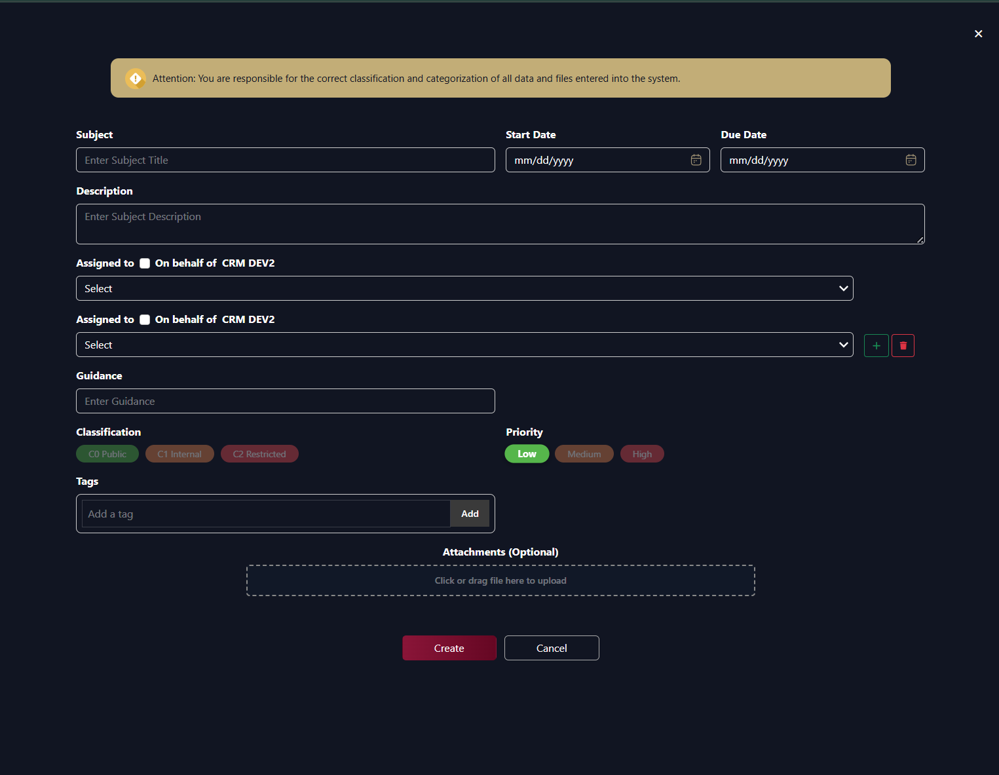 Attention: You are responsible for the correct classification and categorization of all data and files entered into the system.
Subject
Start Date
Due Date
Enter Subject Title
mm/dd/yyyy
mm/dd/yyyy
Description
Enter Subject Description
Assigned to On behalf of CRM DEV2
Select
Assigned to On behalf of CRM DEV2
Select
Guidance
Enter Guidance
Classification
Priority
C0 Public
C1 Internal
C2 Restricted
Low
Medium
High
Tags
Add a tag
Add
Attachments (Optional)
Click or drag file here to upload
Create
Cancel